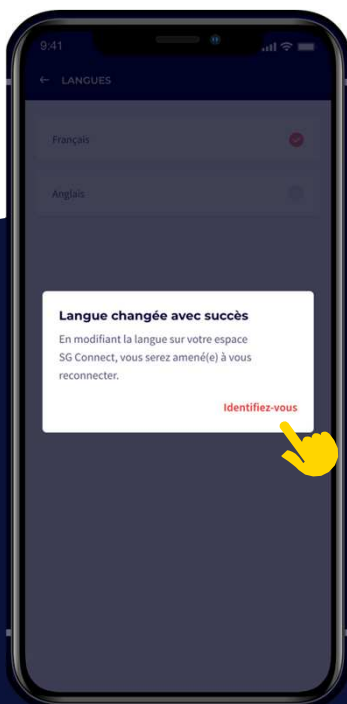 9:41
← LANGUES
Français
Anglais
Langue changée avec succès
En modifiant la langue sur votre espace
SG Connect, vous serez amené(e) à vous
reconnecter.
Identifiez-vous